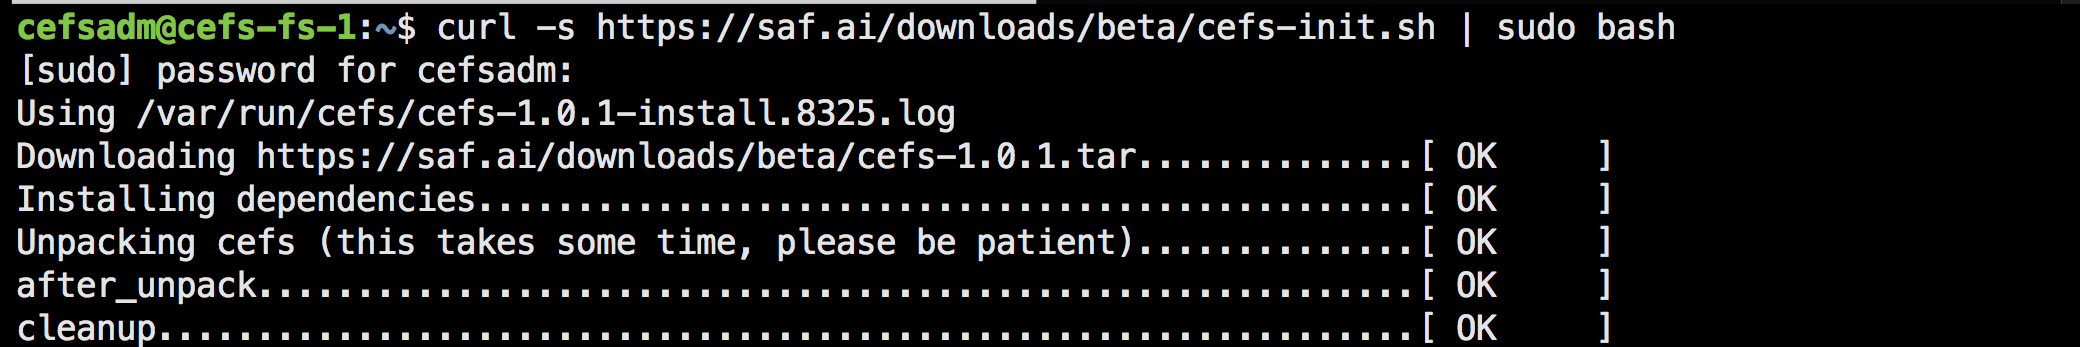 cefsadm@cefs-fs-1:~$ curl -s https://saf.ai/downloads/beta/cefs-init.sh | sudo bash
[sudo] password for cefsadm:
Using /var/run/cefs/cefs-1.0.1-install.8325.log
Downloading https://saf.ai/downloads/beta/cefs-1.0.1.tar..............[ OK     ]
Installing dependencies...............................................[ OK     ]
Unpacking cefs (this takes some time, please be patient)..............[ OK     ]
after_unpack..........................................................[ OK     ]
cleanup...............................................................[ OK     ]